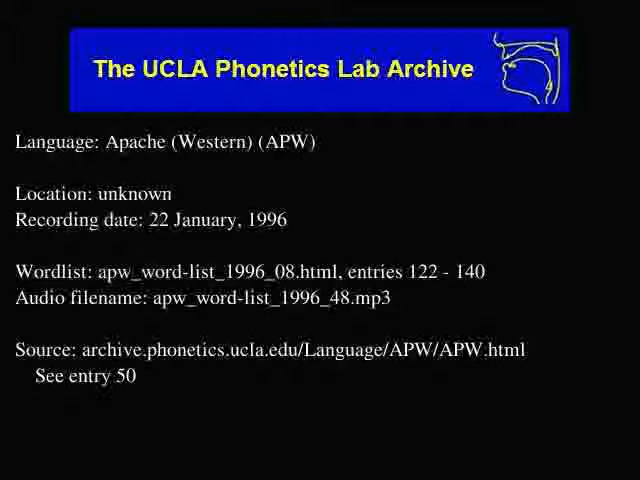 The UCLA Phonetics Lab Archive
Language: Apache (Western) (APW)
Location: unknown
Recording date: 22 January, 1996
Wordlist: apw_word-list_1996_08.html, entries 122 - 140
Audio filename: apw_word-list_1996_48.mp3
Source: archive.phonetics.ucla.edu/Language/APW/APW.html
See entry 50